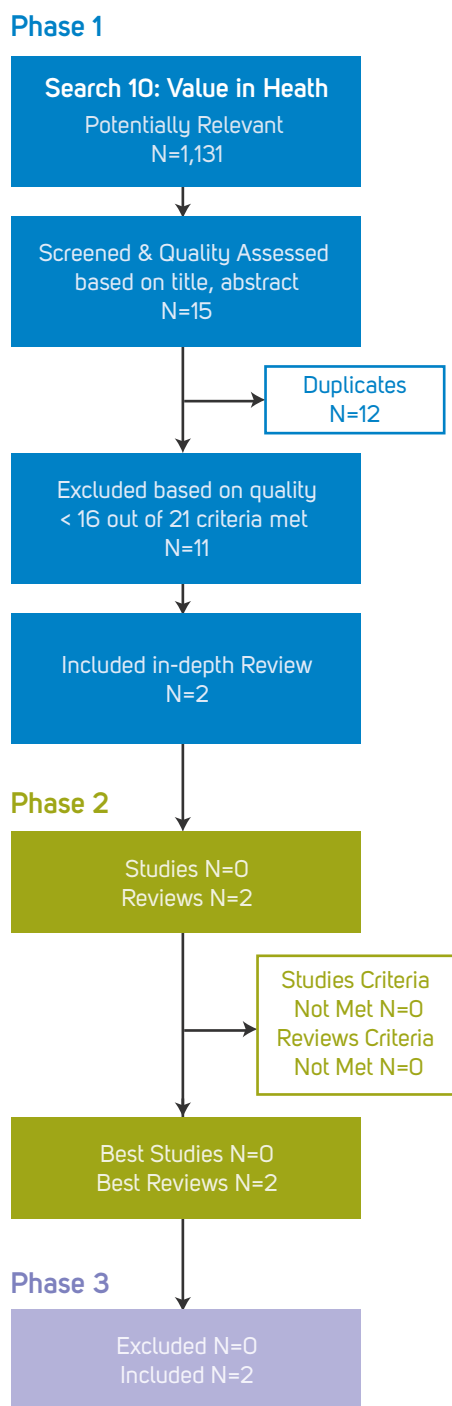 Phase 1
Search 10: Value in Heath
Potentially Relevant
N=1,131
Screened & Quality Assessed
based on title, abstract
N=15
Duplicates
N=12
Excluded based on quality
< 16 out of 21 criteria met
N=11
Included in-depth Review
N=2
Phase 2
Studies N=0
Reviews N=2
Studies Criteria
Not Met N=0
Reviews Criteria
Not Met N=0
Best Studies N=0
Best Reviews N=2
Phase 3
Excluded N=0
Included N=2